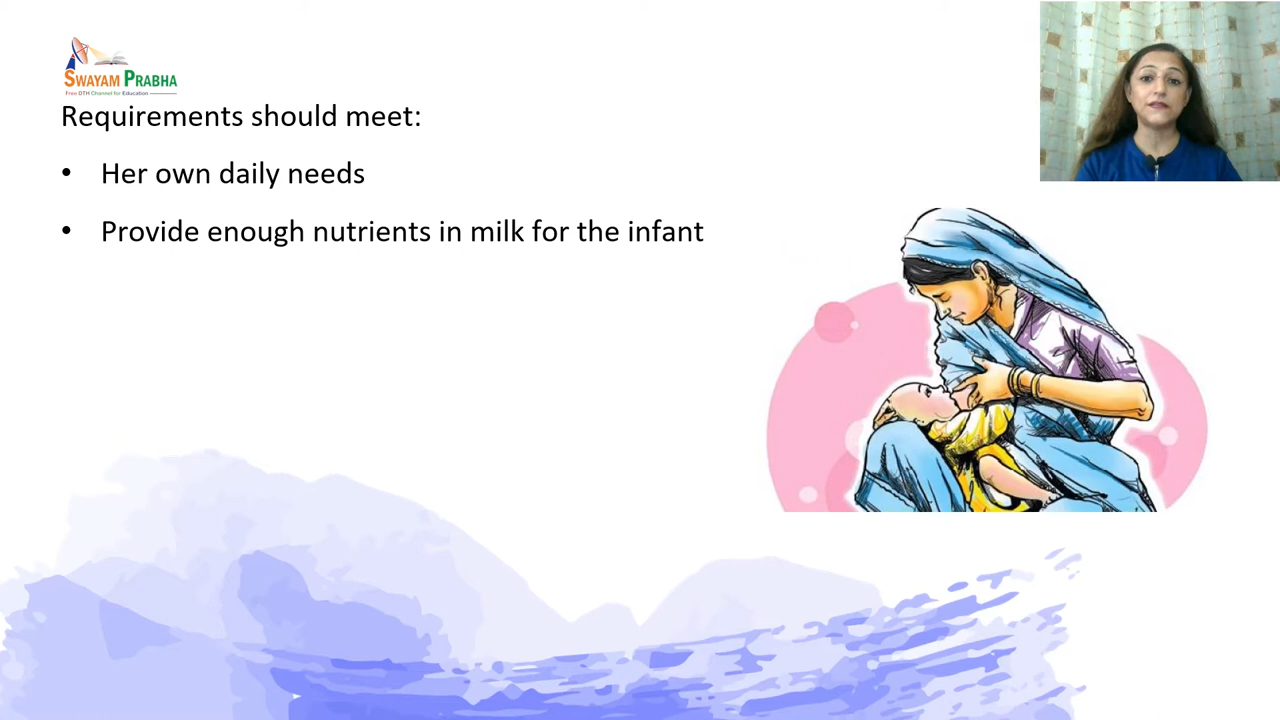 SWAYAM PRABHA
Free DTH Channel for Education
Requirements should meet:
• Her own daily needs
• Provide enough nutrients in milk for the infant